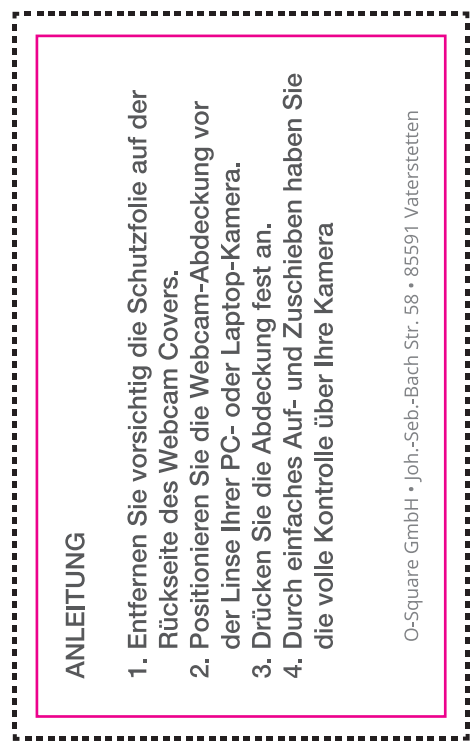 ANLEITUNG
1. Entfernen Sie vorsichtig die Schutzfolie auf der
Rückseite des Webcam Covers.
2. Positionieren Sie die Webcam-Abdeckung vor
der Linse Ihrer PC- oder Laptop-Kamera.
3. Drücken Sie die Abdeckung fest an.
4. Durch einfaches Auf- und Zuschieben haben Sie
die volle Kontrolle über Ihre Kamera
O-Square GmbH • Joh.-Seb.-Bach Str. 58 • 85591 Vaterstetten